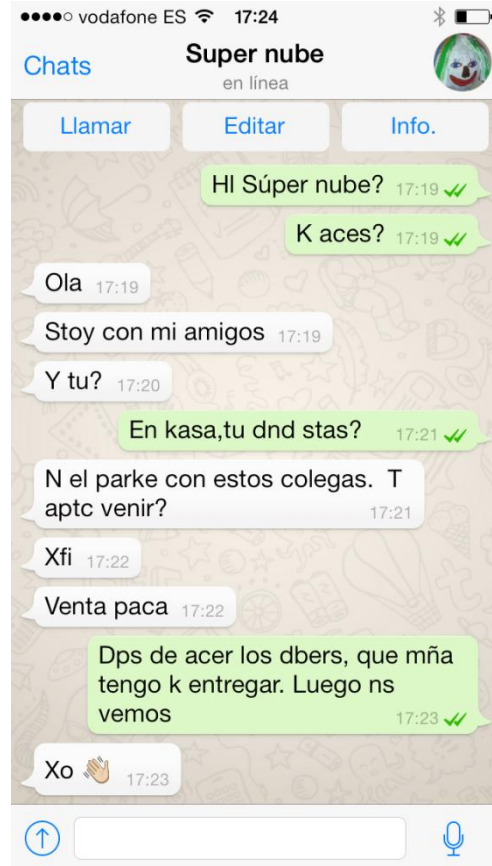 vodafone ES 17:24
Chats Super nube
en línea
Llamar Editar Info.
HI Súper nube? 17:19
K aces? 17:19
Ola 17:19
Stoy con mi amigos 17:19
Y tu? 17:20
En kasa,tu dnd stas? 17:21
N el parke con estos colegas. T
aptc venir? 17:21
Xfi 17:22
Venta paca 17:22
Dps de acer los dbers, que mña
tengo k entregar. Luego ns
vemos 17:23
Xo 👋🏼 17:23